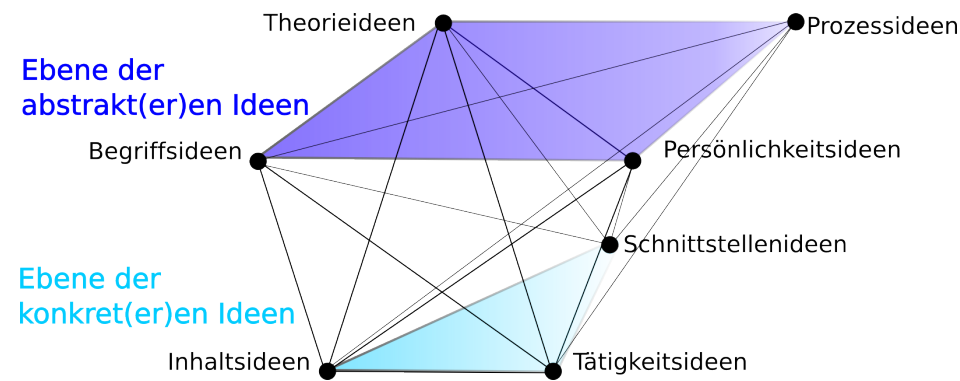 Theorieideen
Prozessideen
Ebene der
abstrakt(er)en Ideen
Begriffsideen
Persönlichkeitsideen
Schnittstellenideen
Ebene der
konkret(er)en Ideen
Inhaltsideen
Tätigkeitsideen